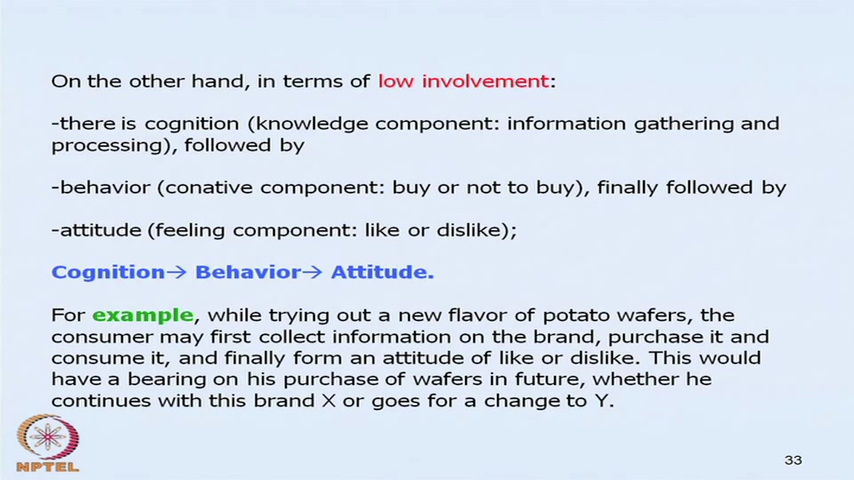 On the other hand, in terms of low involvement:
-there is cognition (knowledge component: information gathering and
processing), followed by
-behavior (conative component: buy or not to buy), finally followed by
-attitude (feeling component: like or dislike);
Cognition→ Behavior→ Attitude.
For example, while trying out a new flavor of potato wafers, the
consumer may first collect information on the brand, purchase it and
consume it, and finally form an attitude of like or dislike. This would
have a bearing on his purchase of wafers in future, whether he
continues with this brand X or goes for a change to Y.
NPTEL
33